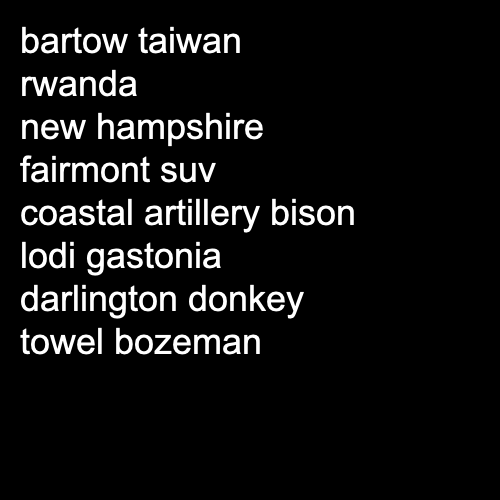 bartow taiwan
rwanda
new hampshire
fairmont suv
coastal artillery bison
lodi gastonia
darlington donkey
towel bozeman